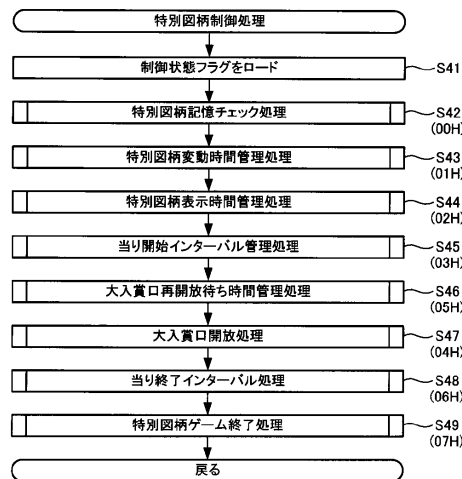 特別図柄制御処理
制御状態フラグをロード
S41
特別図柄記憶チェック処理
S42
(00H)
特別図柄変動時間管理処理
S43
(01H)
特別図柄表示時間管理処理
S44
(02H)
当り開始インターバル管理処理
S45
(03H)
大入賞口再開放待ち時間管理処理
S46
(05H)
大入賞口開放処理
S47
(04H)
当り終了インターバル処理
S48
(06H)
特別図柄ゲーム終了処理
S49
(07H)
戻る